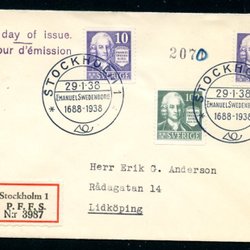 day of issue.
our d'émission
10
2070
STOCKHOLM 1
29·1·38
EMANUEL SWEDENBORG
1688-1938
STOCKHOLM 1
29·1·38
EMANUEL SWEDENBORG
1688-1938
SVERIGE
Herr Erik G. Anderson
Rådagatan 14
Lidköping
Stockholm 1
P. F. F. S.
N:r 3987